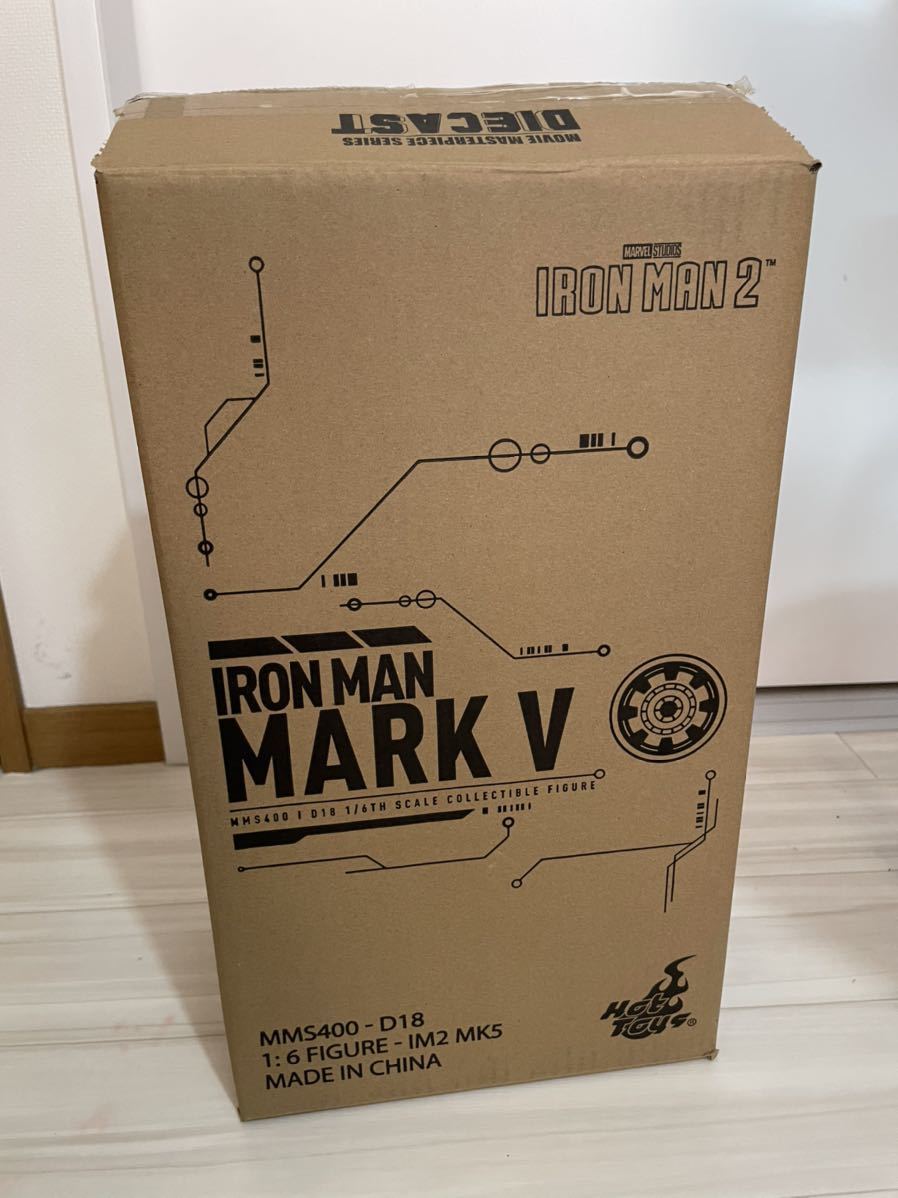 MOVIE MASTERPIECE SERIES
DIECAST
MARVEL STUDIOS
IRON MAN 2™
IRON MAN
MARK V
MMS400 | D18 1/6TH SCALE COLLECTIBLE FIGURE
Hot
Toys®
MMS400 - D18
1: 6 FIGURE - IM2 MK5
MADE IN CHINA